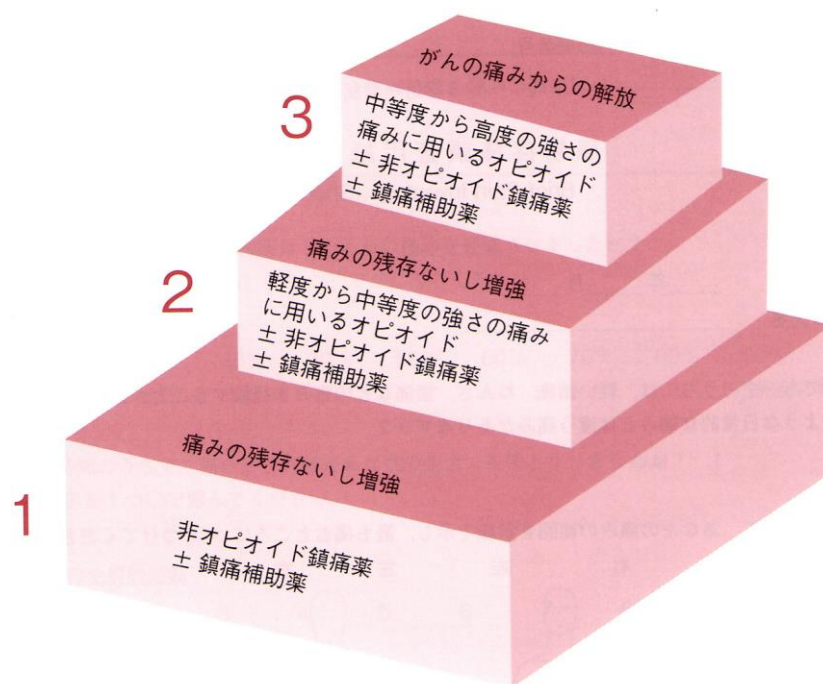 がんの痛みからの解放
3
中等度から高度の強さの
痛みに用いるオピオイド
± 非オピオイド鎮痛薬
± 鎮痛補助薬
痛みの残存ないし増強
2
軽度から中等度の強さの痛み
に用いるオピオイド
± 非オピオイド鎮痛薬
± 鎮痛補助薬
痛みの残存ないし増強
1
非オピオイド鎮痛薬
± 鎮痛補助薬